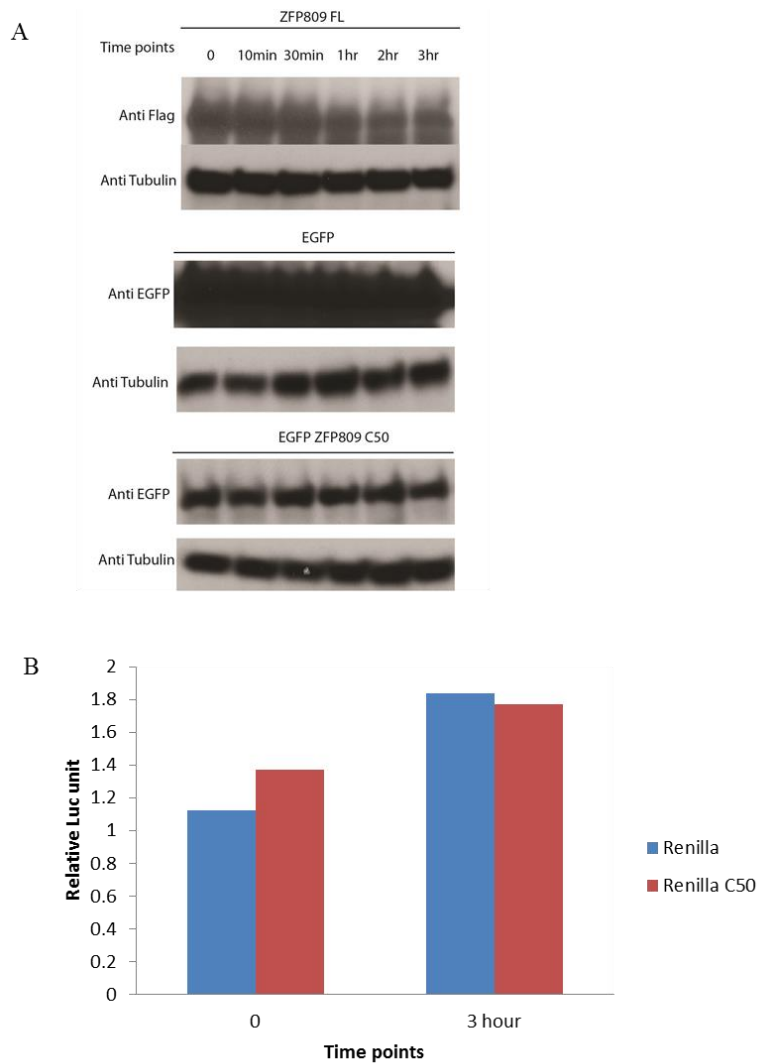 A
ZFP809 FL
Time points 0 10min 30min 1hr 2hr 3hr
Anti Flag
Anti Tubulin
EGFP
Anti EGFP
Anti Tubulin
EGFP ZFP809 C50
Anti EGFP
Anti Tubulin
B
2
1.8
1.6
1.4
1.2
1
0.8
0.6
0.4
0.2
0
Relative Luc unit
Renilla
Renilla C50
0 3 hour
Time points